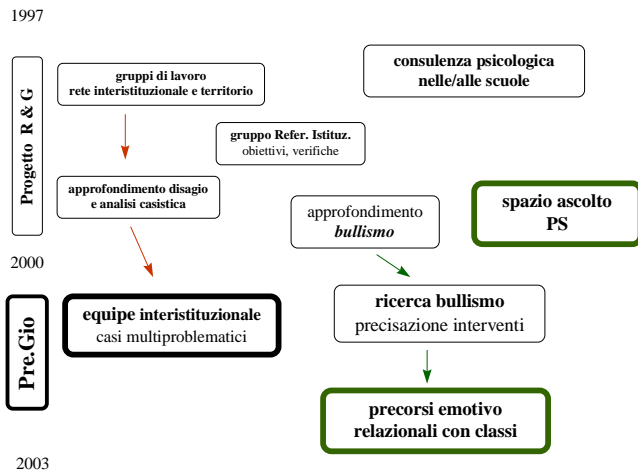 1997
Progetto R & G
gruppi di lavoro
rete interistituzionale e territorio
consulenza psicologica
nelle/alle scuole
gruppo Refer. Istituz.
obiettivi, verifiche
approfondimento disagio
e analisi casistica
approfondimento
bullismo
spazio ascolto
PS
2000
Pre.Gio
equipe interistituzionale
casi multiproblematici
ricerca bullismo
precisazione interventi
precorsi emotivo
relazionali con classi
2003